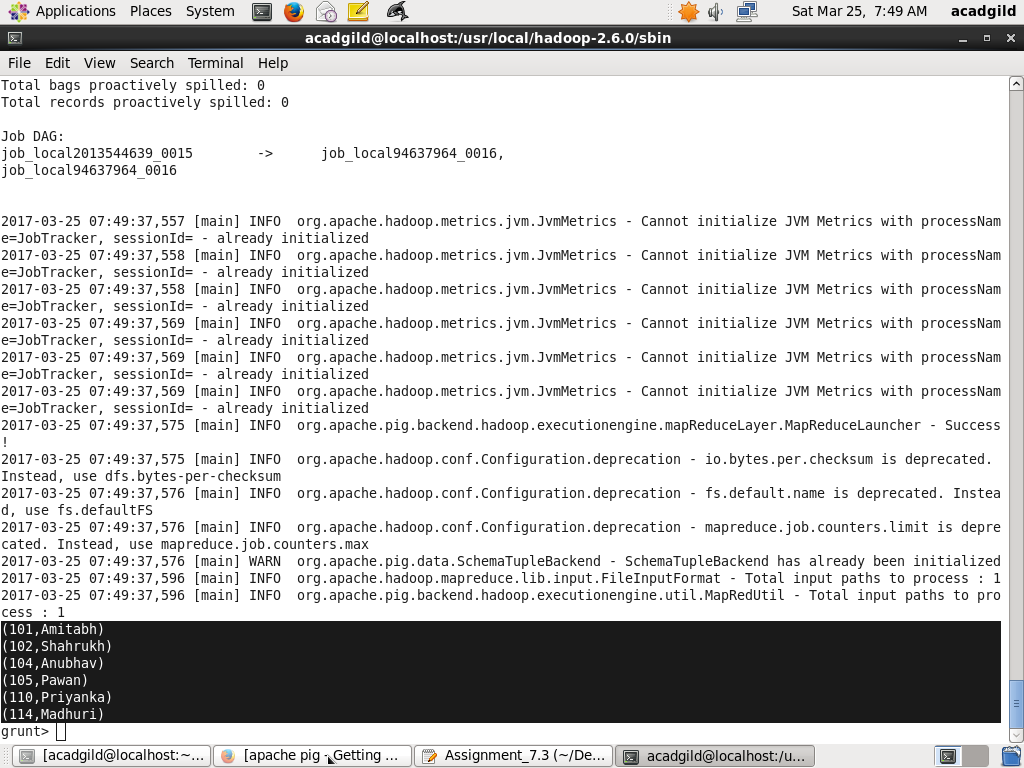 Applications Places System Sat Mar 25, 7:49 AM acadgild
acadgild@localhost:/usr/local/hadoop-2.6.0/sbin
File Edit View Search Terminal Help
Total bags proactively spilled: 0
Total records proactively spilled: 0
Job DAG:
job_local2013544639_0015 -> job_local94637964_0016,
job_local94637964_0016
2017-03-25 07:49:37,557 [main] INFO org.apache.hadoop.metrics.jvm.JvmMetrics - Cannot initialize JVM Metrics with processNam
e=JobTracker, sessionId= - already initialized
2017-03-25 07:49:37,558 [main] INFO org.apache.hadoop.metrics.jvm.JvmMetrics - Cannot initialize JVM Metrics with processNam
e=JobTracker, sessionId= - already initialized
2017-03-25 07:49:37,558 [main] INFO org.apache.hadoop.metrics.jvm.JvmMetrics - Cannot initialize JVM Metrics with processNam
e=JobTracker, sessionId= - already initialized
2017-03-25 07:49:37,569 [main] INFO org.apache.hadoop.metrics.jvm.JvmMetrics - Cannot initialize JVM Metrics with processNam
e=JobTracker, sessionId= - already initialized
2017-03-25 07:49:37,569 [main] INFO org.apache.hadoop.metrics.jvm.JvmMetrics - Cannot initialize JVM Metrics with processNam
e=JobTracker, sessionId= - already initialized
2017-03-25 07:49:37,569 [main] INFO org.apache.hadoop.metrics.jvm.JvmMetrics - Cannot initialize JVM Metrics with processNam
e=JobTracker, sessionId= - already initialized
2017-03-25 07:49:37,575 [main] INFO org.apache.pig.backend.hadoop.executionengine.mapReduceLayer.MapReduceLauncher - Success
!
2017-03-25 07:49:37,575 [main] INFO org.apache.hadoop.conf.Configuration.deprecation - io.bytes.per.checksum is deprecated.
Instead, use dfs.bytes-per-checksum
2017-03-25 07:49:37,576 [main] INFO org.apache.hadoop.conf.Configuration.deprecation - fs.default.name is deprecated. Instea
d, use fs.defaultFS
2017-03-25 07:49:37,576 [main] INFO org.apache.hadoop.conf.Configuration.deprecation - mapreduce.job.counters.limit is depre
cated. Instead, use mapreduce.job.counters.max
2017-03-25 07:49:37,576 [main] WARN org.apache.pig.data.SchemaTupleBackend - SchemaTupleBackend has already been initialized
2017-03-25 07:49:37,596 [main] INFO org.apache.hadoop.mapreduce.lib.input.FileInputFormat - Total input paths to process : 1
2017-03-25 07:49:37,596 [main] INFO org.apache.pig.backend.hadoop.executionengine.util.MapRedUtil - Total input paths to pro
cess : 1
(101,Amitabh)
(102,Shahrukh)
(104,Anubhav)
(105,Pawan)
(110,Priyanka)
(114,Madhuri)
grunt>
[acadgild@localhost:~... [apache pig - Getting ... Assignment_7.3 (~/De... acadgild@localhost:/u...